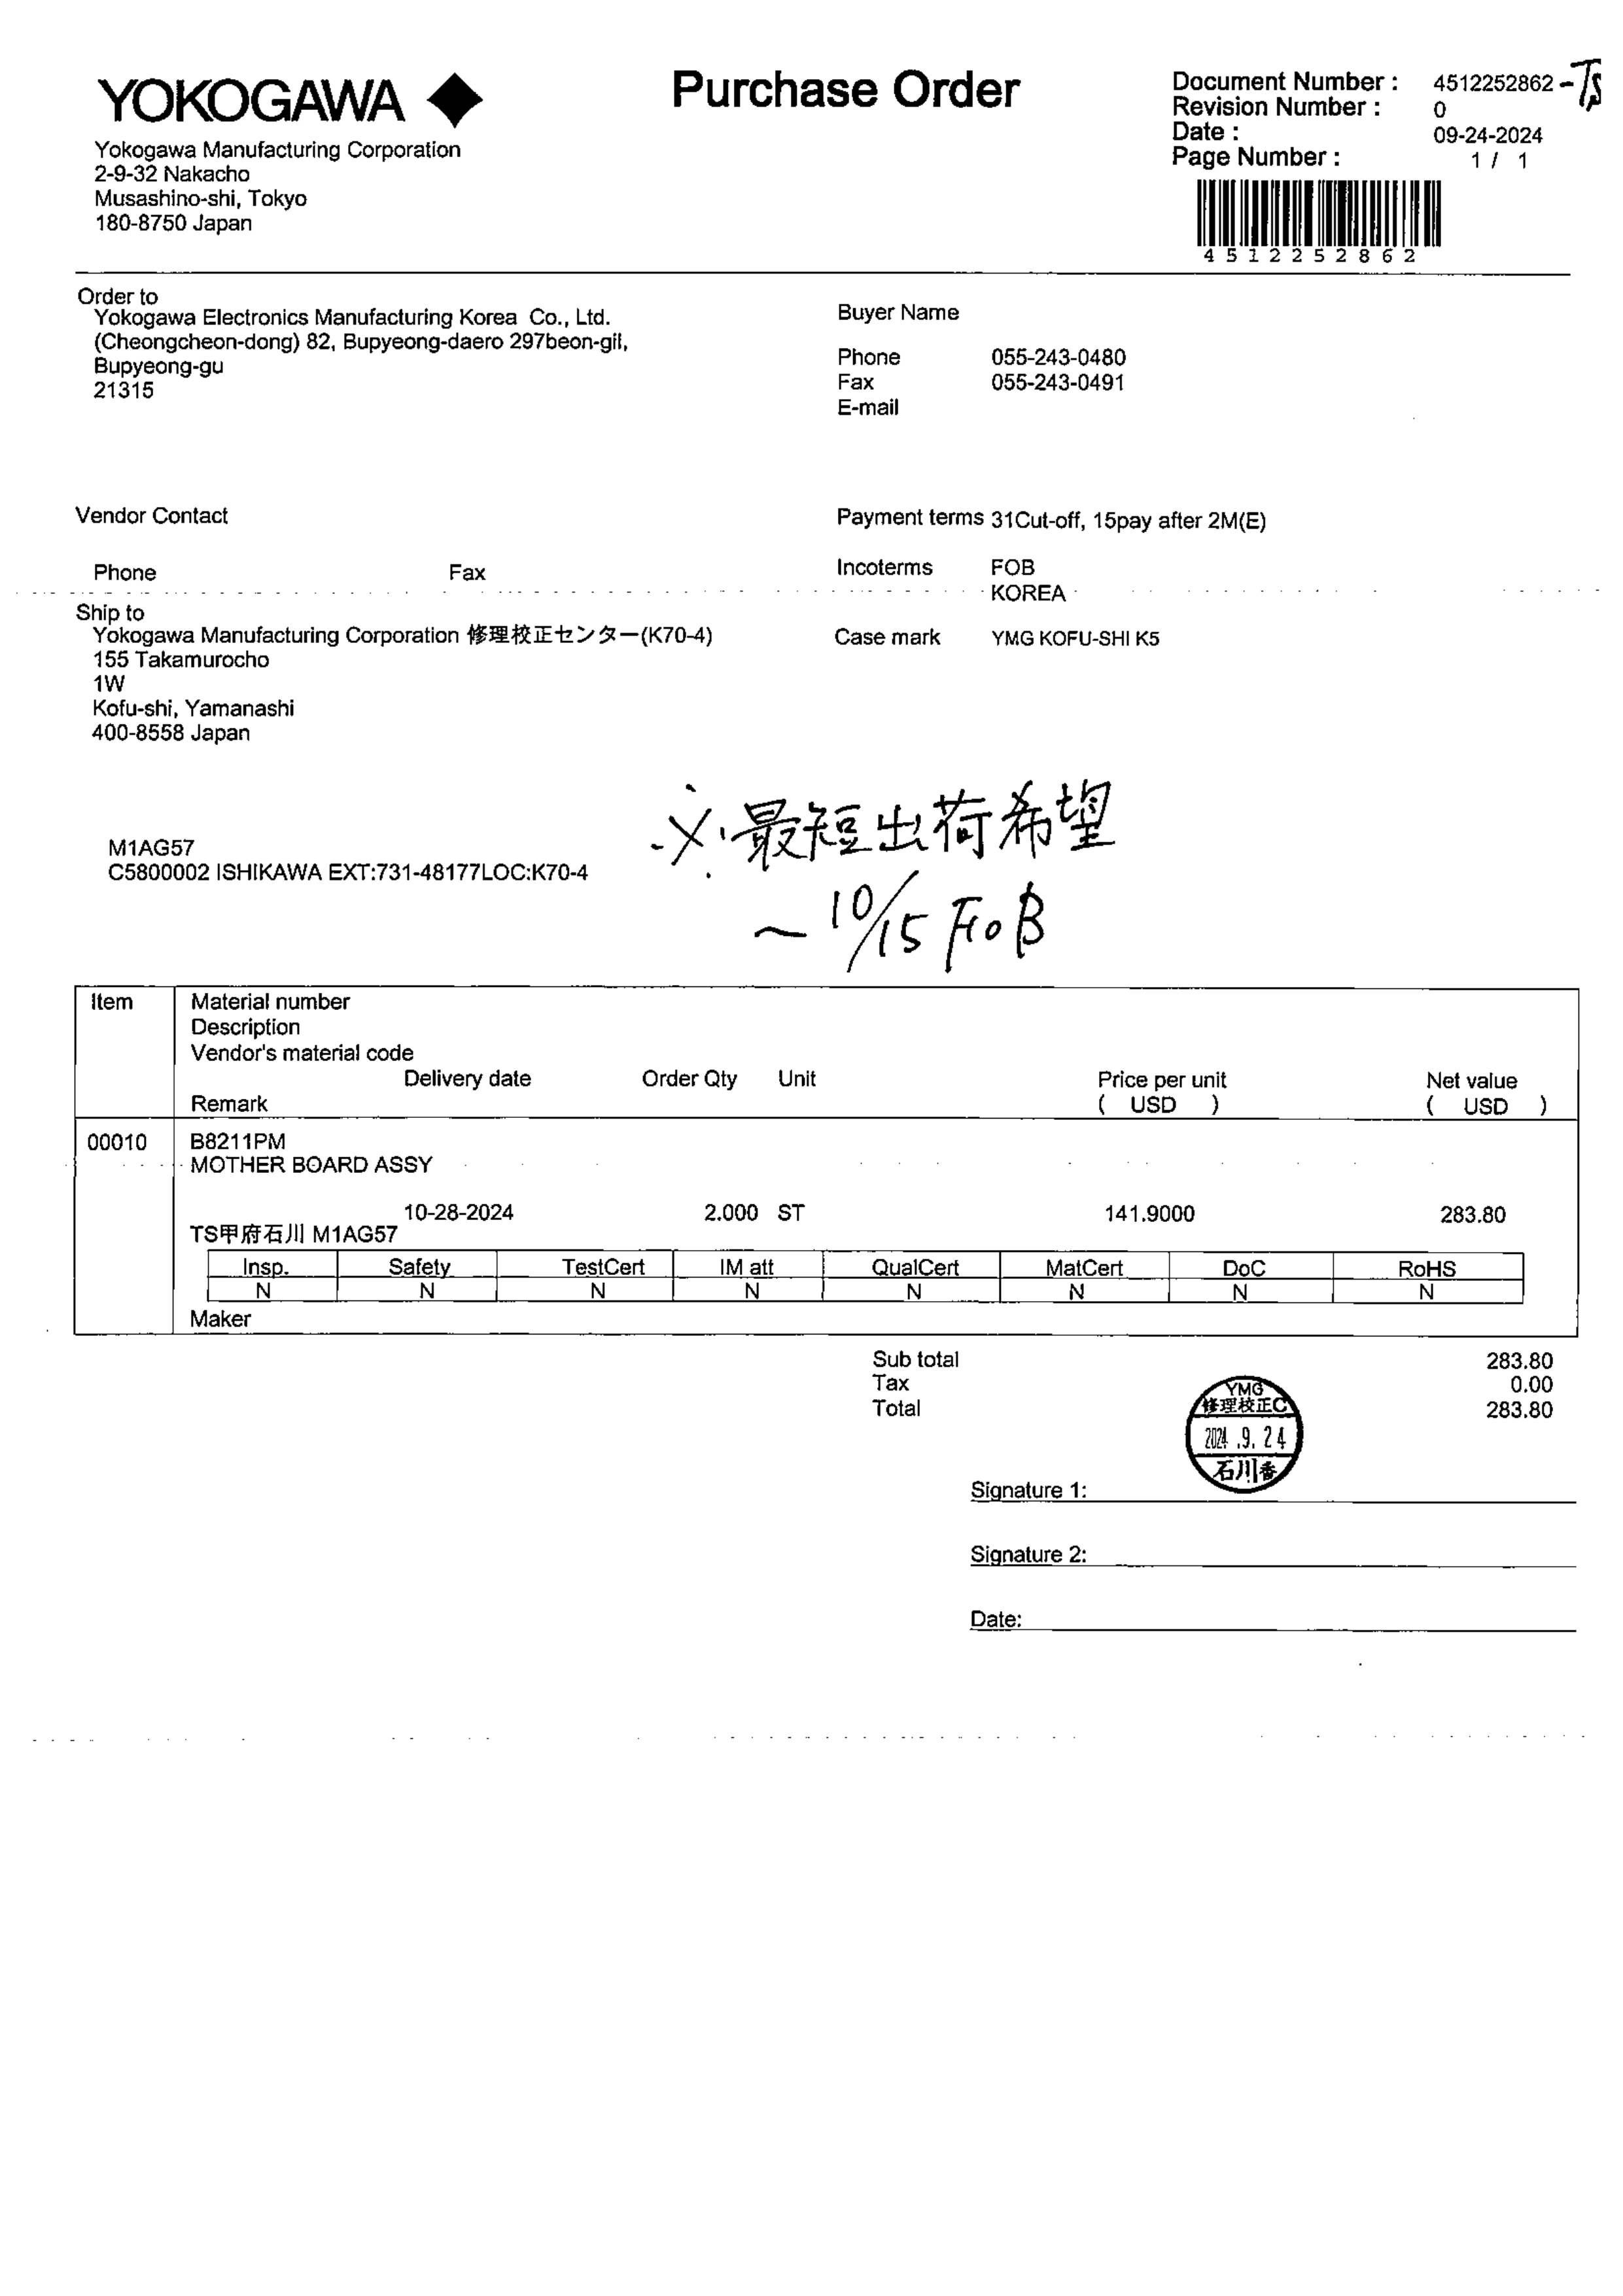 YOKOGAWA
Purchase Order
Document Number : 4512252862 -TS
Revision Number : 0
Date : 09-24-2024
Page Number : 1 / 1
4512252862
Yokogawa Manufacturing Corporation
2-9-32 Nakacho
Musashino-shi, Tokyo
180-8750 Japan
Order to
Yokogawa Electronics Manufacturing Korea Co., Ltd.
(Cheongcheon-dong) 82, Bupyeong-daero 297beon-gil,
Bupyeong-gu
21315
Buyer Name
Phone 055-243-0480
Fax 055-243-0491
E-mail
Vendor Contact
Phone Fax
Payment terms 31Cut-off, 15pay after 2M(E)
Incoterms FOB
KOREA
Ship to
Yokogawa Manufacturing Corporation 修理校正センター(K70-4)
155 Takamurocho
1W
Kofu-shi, Yamanashi
400-8558 Japan
Case mark YMG KOFU-SHI K5
M1AG57
C5800002 ISHIKAWA EXT:731-48177LOC:K70-4
※最短出荷希望
~10/15 FOB
Item Material number
Description
Vendor's material code
Delivery date Order Qty Unit Price per unit Net value
Remark ( USD ) ( USD )
00010 B8211PM
MOTHER BOARD ASSY
10-28-2024 2.000 ST 141.9000 283.80
TS甲府石川 M1AG57
Insp. Safety TestCert IM att QualCert MatCert DoC RoHS
N N N N N N N N
Maker
Sub total 283.80
Tax 0.00
Total 283.80
YMG
修理校正C
2024.9.24
石川香
Signature 1:
Signature 2:
Date: